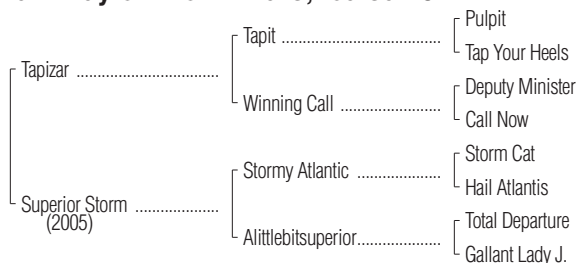 Pulpit
Tapit ....................................
Tap Your Heels
Tapizar ................................
Deputy Minister
Winning Call .......................
Call Now
Storm Cat
Stormy Atlantic ..................
Hail Atlantis
Superior Storm ...................
(2005)
Total Departure
Alittlebitsuperior..................
Gallant Lady J.